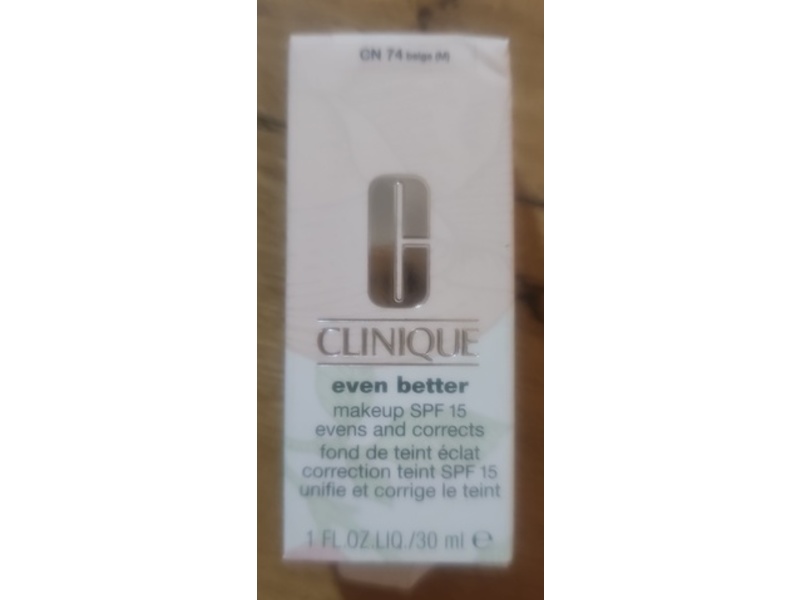 CN 74 beige (M)
CLINIQUE
even better
makeup SPF 15
evens and corrects
fond de teint éclat
correction teint SPF 15
unifie et corrige le teint
1 FL.OZ.LIQ./30 ml ℮